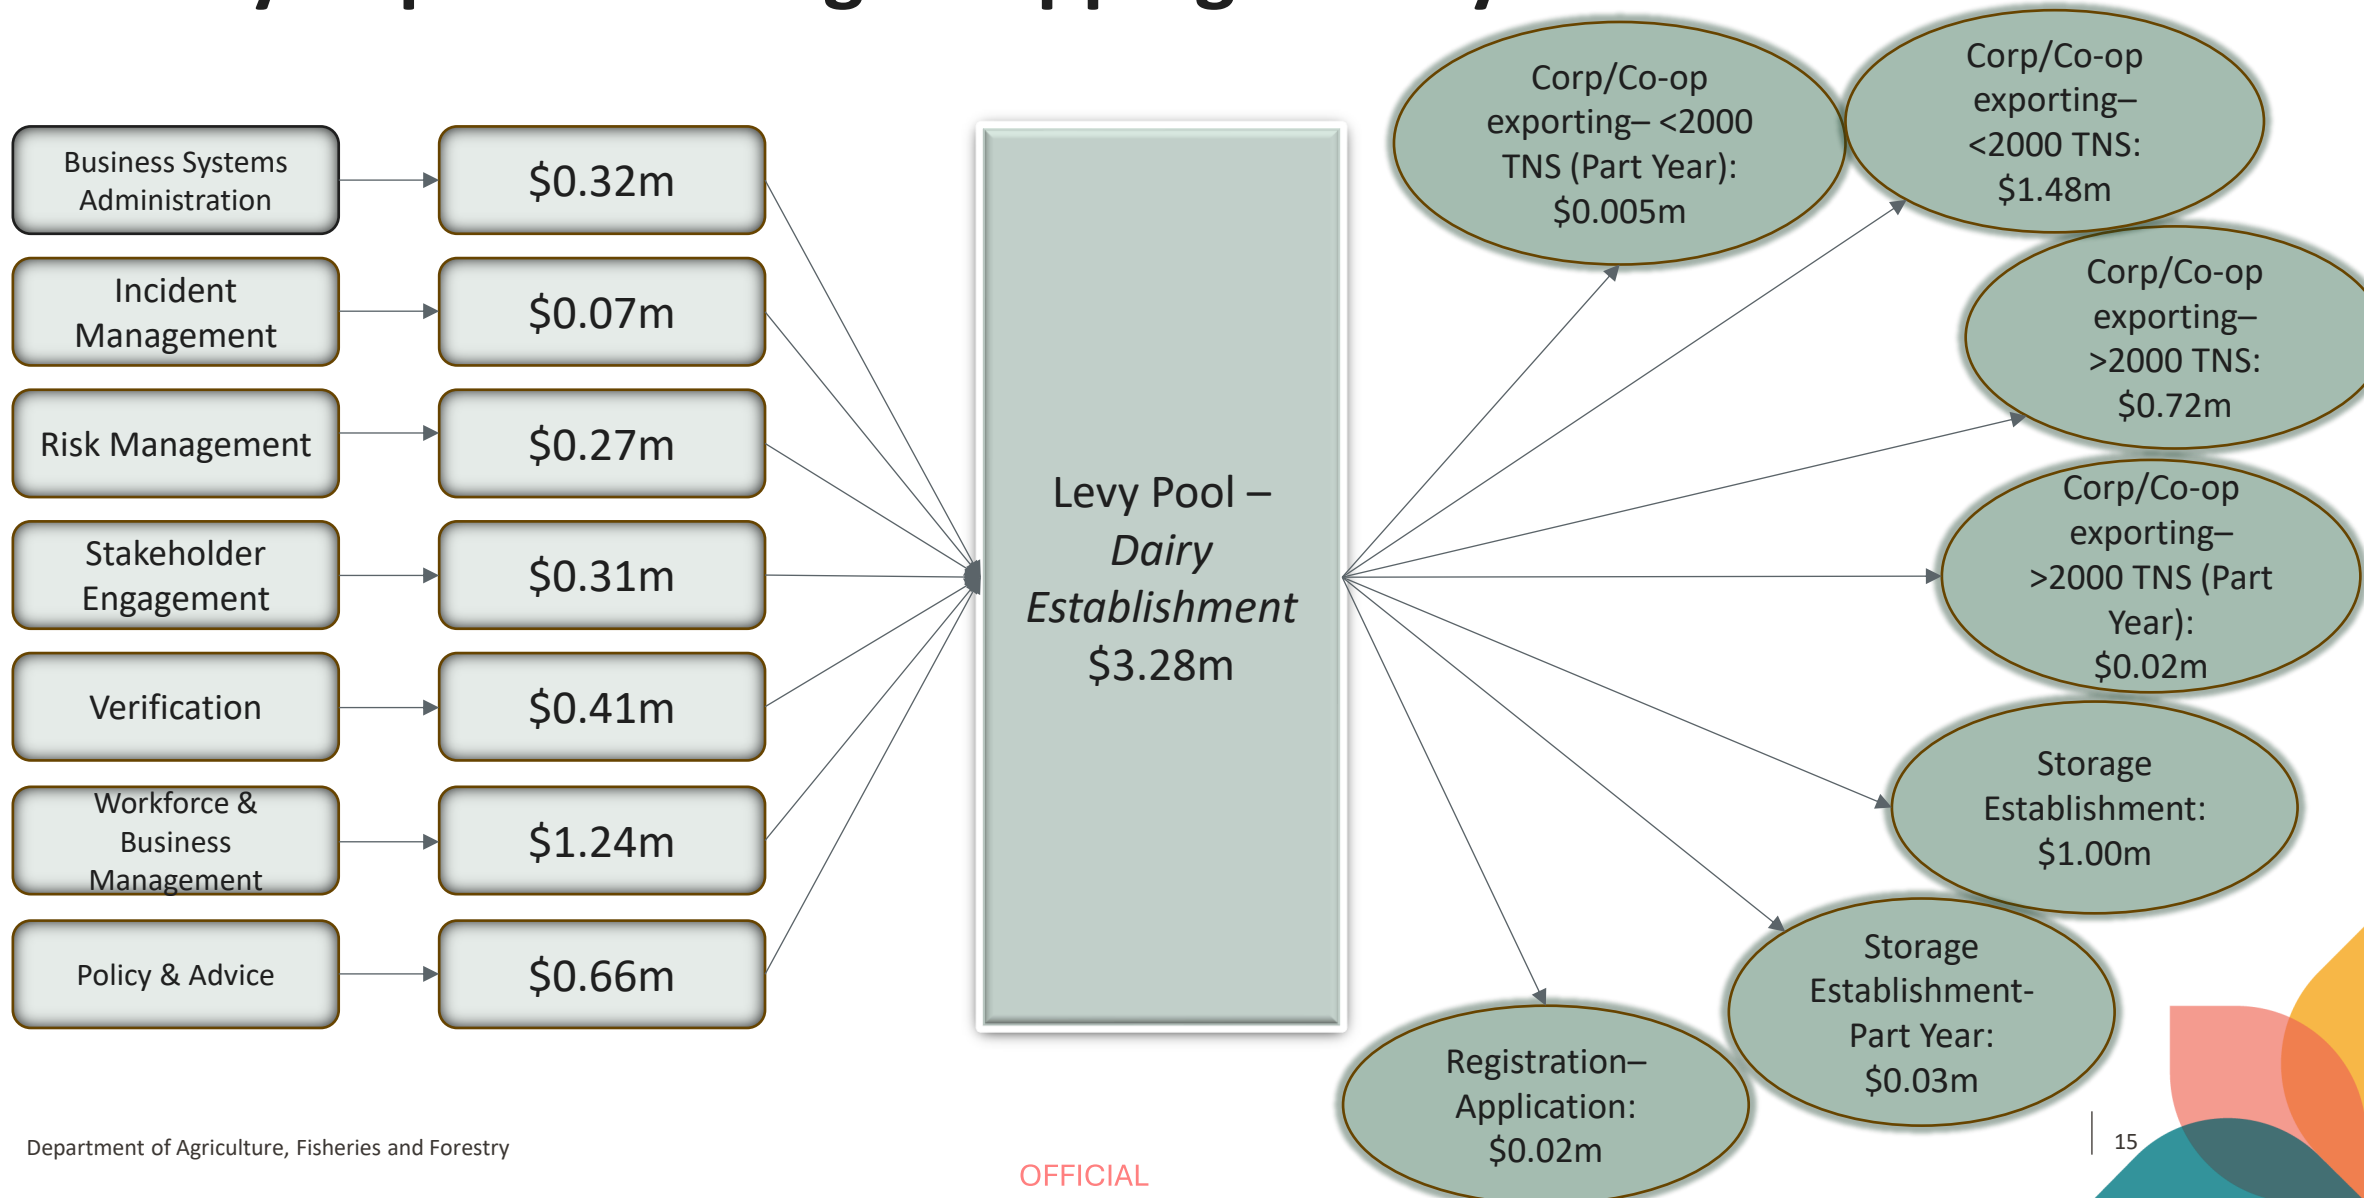 Business Systems
Administration
$0.32m
Incident
Management
$0.07m
Risk Management
$0.27m
Stakeholder
Engagement
$0.31m
Verification
$0.41m
Workforce &
Business
Management
$1.24m
Policy & Advice
$0.66m
Levy Pool –
Dairy
Establishment
$3.28m
Corp/Co-op
exporting– <2000
TNS (Part Year):
$0.005m
Corp/Co-op
exporting–
<2000 TNS:
$1.48m
Corp/Co-op
exporting–
>2000 TNS:
$0.72m
Corp/Co-op
exporting–
>2000 TNS (Part
Year):
$0.02m
Storage
Establishment:
$1.00m
Storage
Establishment-
Part Year:
$0.03m
Registration–
Application:
$0.02m
Department of Agriculture, Fisheries and Forestry
OFFICIAL
15